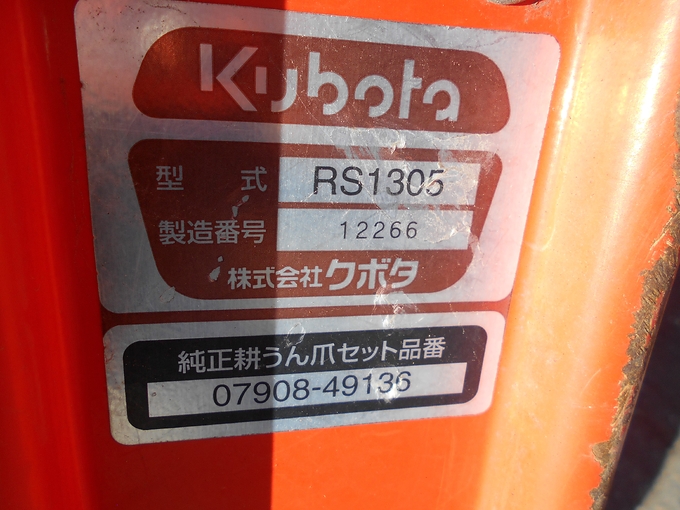 Kubota
型式 RS1305
製造番号 12266
株式会社クボタ
純正耕うん爪セット品番
07908-49136